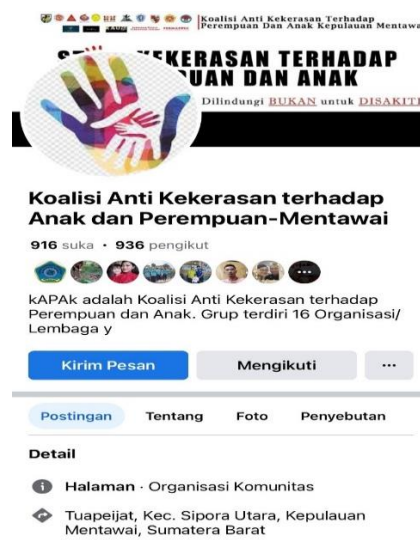 Koalisi Anti Kekerasan Terhadap
Perempuan Dan Anak Kepulauan Mentawa
KEKERASAN TERHADAP
DAN ANAK
Dilindungi BUKAN untuk DISAKITI
Koalisi Anti Kekerasan terhadap
Anak dan Perempuan-Mentawai
916 suka • 936 pengikut
kAPAk adalah Koalisi Anti Kekerasan terhadap
Perempuan dan Anak. Grup terdiri 16 Organisasi/
Lembaga y
Kirim Pesan
Mengikuti
Postingan Tentang Foto Penyebutan
Detail
Halaman · Organisasi Komunitas
Tuapeijat, Kec. Sipora Utara, Kepulauan
Mentawai, Sumatera Barat